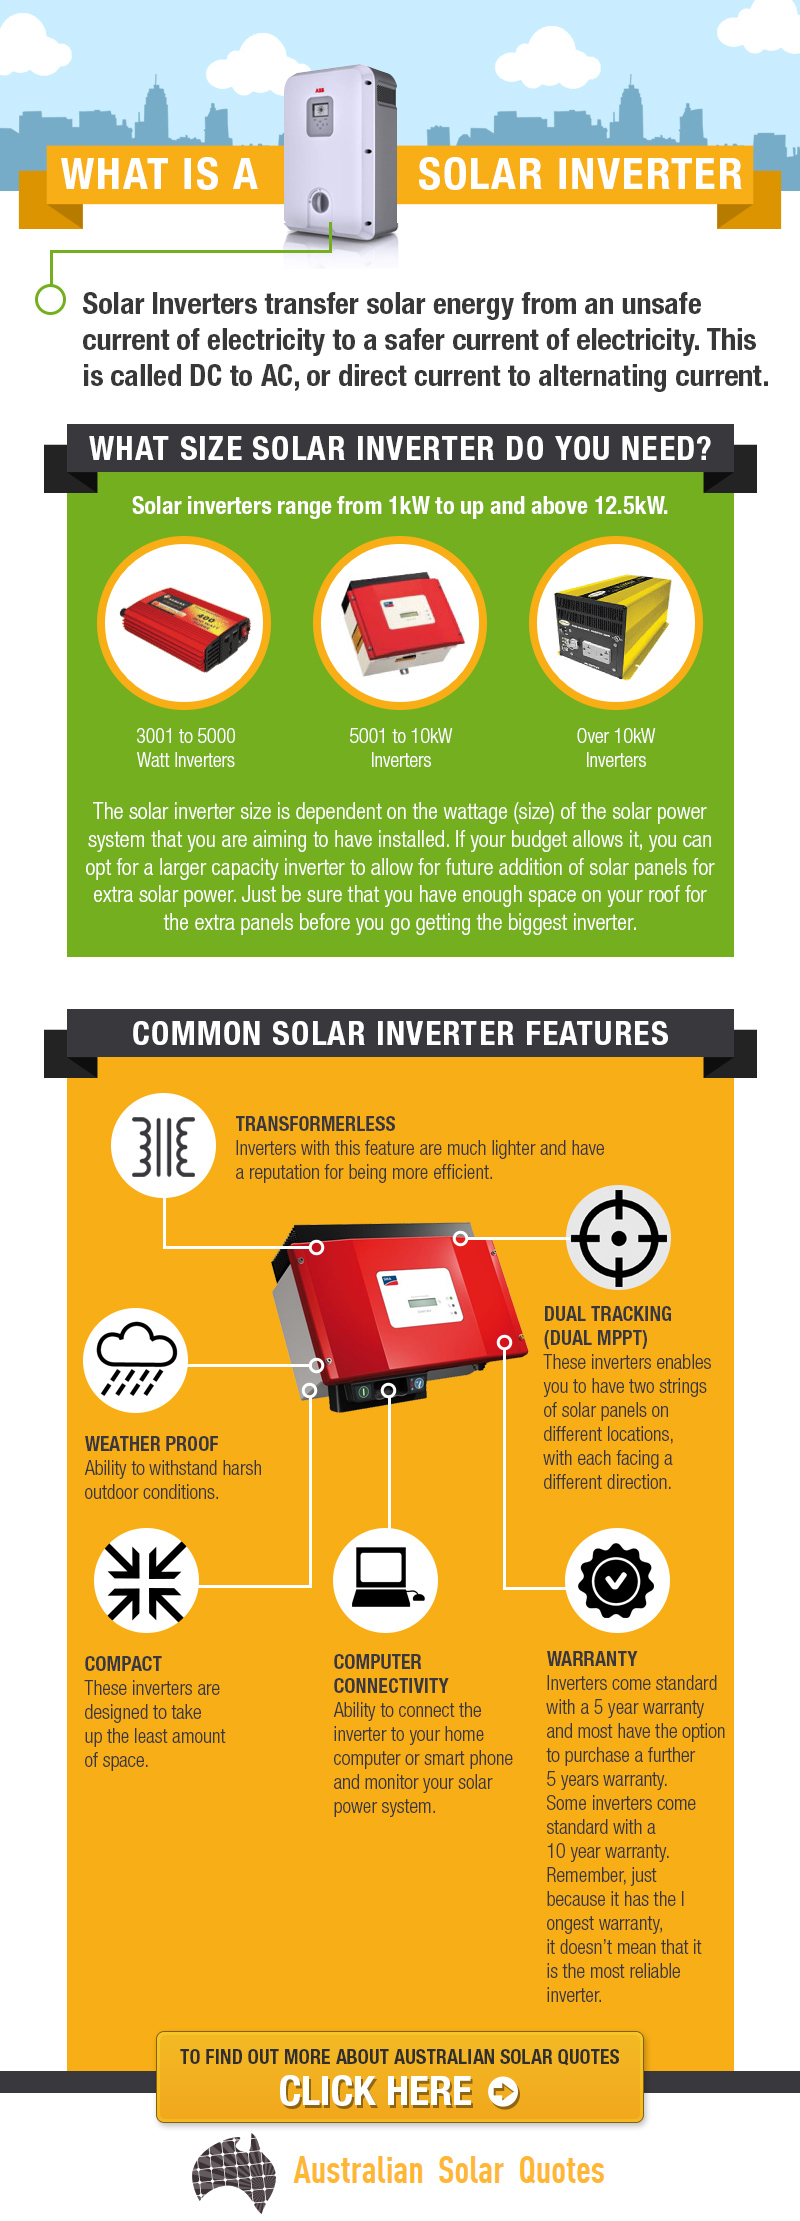 ABB
WHAT IS A SOLAR INVERTER
Solar Inverters transfer solar energy from an unsafe
current of electricity to a safer current of electricity. This
is called DC to AC, or direct current to alternating current.
WHAT SIZE SOLAR INVERTER DO YOU NEED?
Solar inverters range from 1kW to up and above 12.5kW.
400
3001 to 5000
Watt Inverters
5001 to 10kW
Inverters
Over 10kW
Inverters
The solar inverter size is dependent on the wattage (size) of the solar power
system that you are aiming to have installed. If your budget allows it, you can
opt for a larger capacity inverter to allow for future addition of solar panels for
extra solar power. Just be sure that you have enough space on your roof for
the extra panels before you go getting the biggest inverter.
COMMON SOLAR INVERTER FEATURES
TRANSFORMERLESS
Inverters with this feature are much lighter and have
a reputation for being more efficient.
DUAL TRACKING
(DUAL MPPT)
These inverters enables
you to have two strings
of solar panels on
different locations,
with each facing a
different direction.
SMA
WEATHER PROOF
Ability to withstand harsh
outdoor conditions.
COMPACT
These inverters are
designed to take
up the least amount
of space.
COMPUTER
CONNECTIVITY
Ability to connect the
inverter to your home
computer or smart phone
and monitor your solar
power system.
WARRANTY
Inverters come standard
with a 5 year warranty
and most have the option
to purchase a further
5 years warranty.
Some inverters come
standard with a
10 year warranty.
Remember, just
because it has the l
ongest warranty,
it doesn't mean that it
is the most reliable
inverter.
TO FIND OUT MORE ABOUT AUSTRALIAN SOLAR QUOTES
CLICK HERE
Australian Solar Quotes